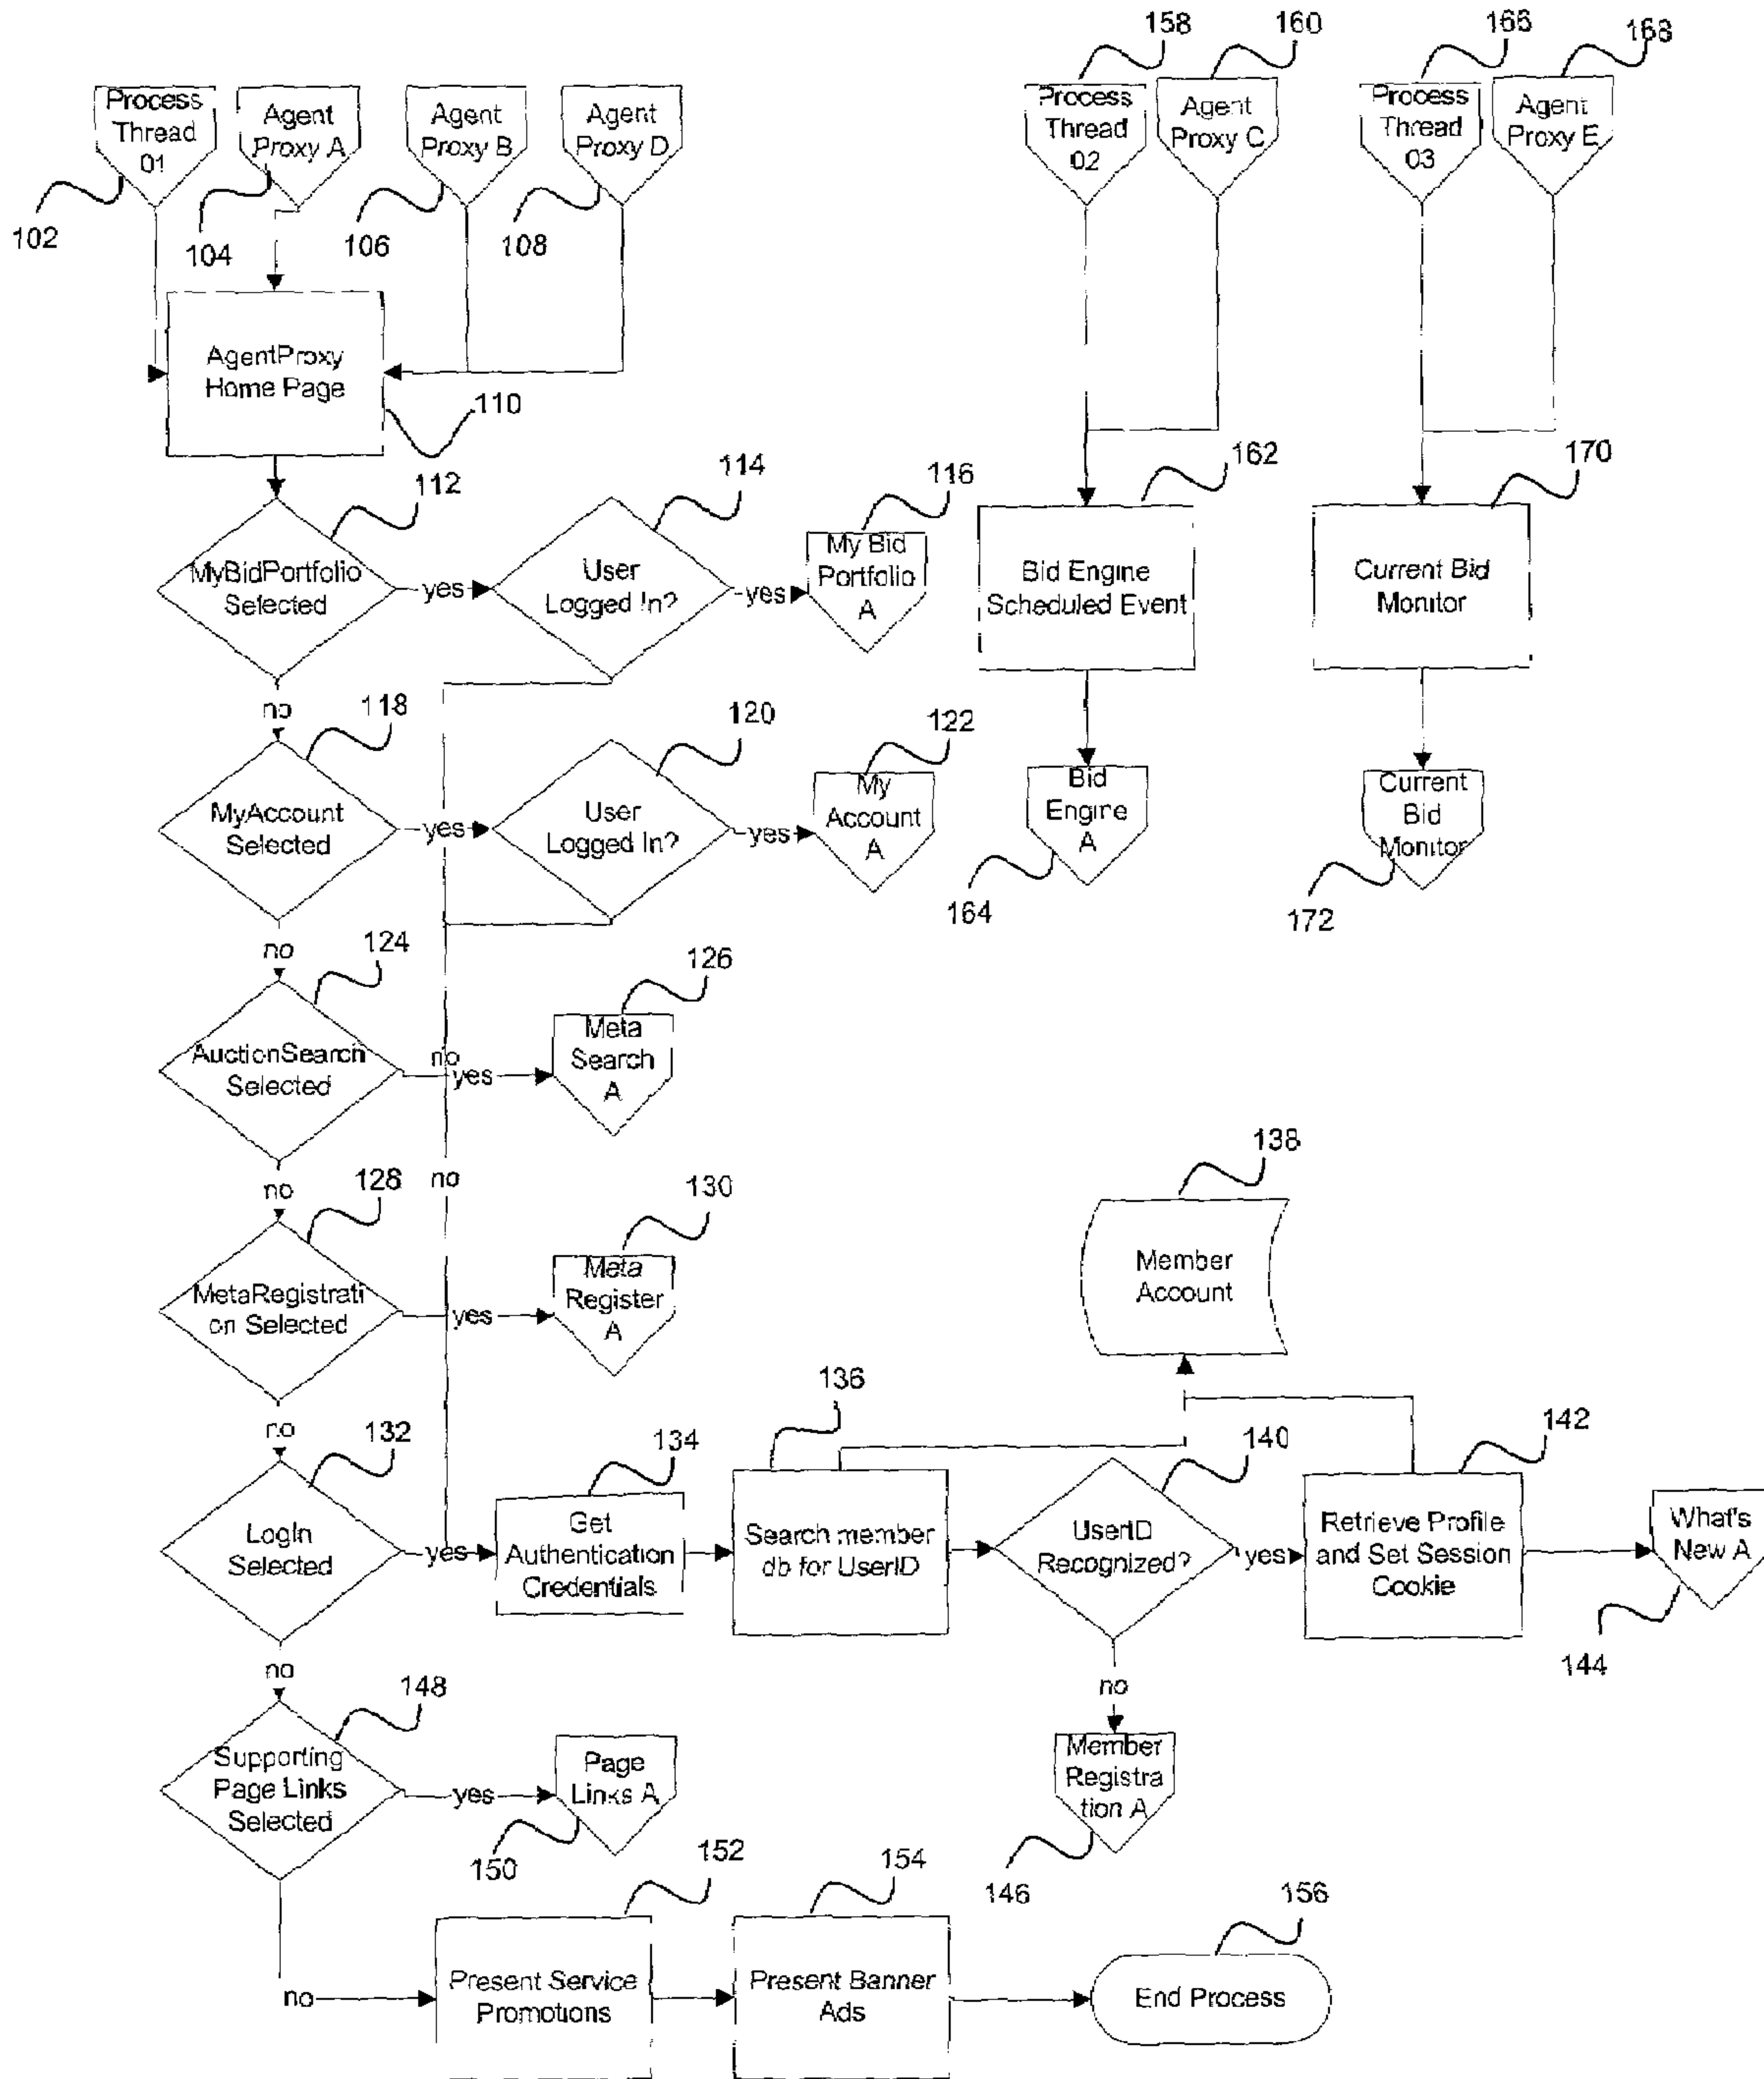 158
160
166
168
Process
Thread
01
Agent
Proxy A
Agent
Proxy B
Agent
Proxy D
Process
Thread
02
Agent
Proxy C
Process
Thread
03
Agent
Proxy E
102
104
106
108
AgentProxy
Home Page
110
112
114
116
162
170
MyBidPortfolio
Selected
yes
User
Logged In?
yes
My Bid
Portfolio
A
Bid Engine
Scheduled Event
Current Bid
Monitor
no
118
120
122
MyAccount
Selected
yes
User
Logged In?
yes
My
Account
A
Bid
Engine
A
Current
Bid
Monitor
164
172
no
124
126
AuctionSearch
Selected
no
yes
Meta
Search
A
138
no
128
no
130
Member
Account
MetaRegistrati
on Selected
yes
Meta
Register
A
no
132
134
136
140
142
LogIn
Selected
yes
Get
Authentication
Credentials
Search member
db for UserID
UserID
Recognized?
yes
Retrieve Profile
and Set Session
Cookie
What's
New A
144
no
148
no
Supporting
Page Links
Selected
yes
Page
Links A
Member
Registra
tion A
150
152
154
146
156
no
Present Service
Promotions
Present Banner
Ads
End Process